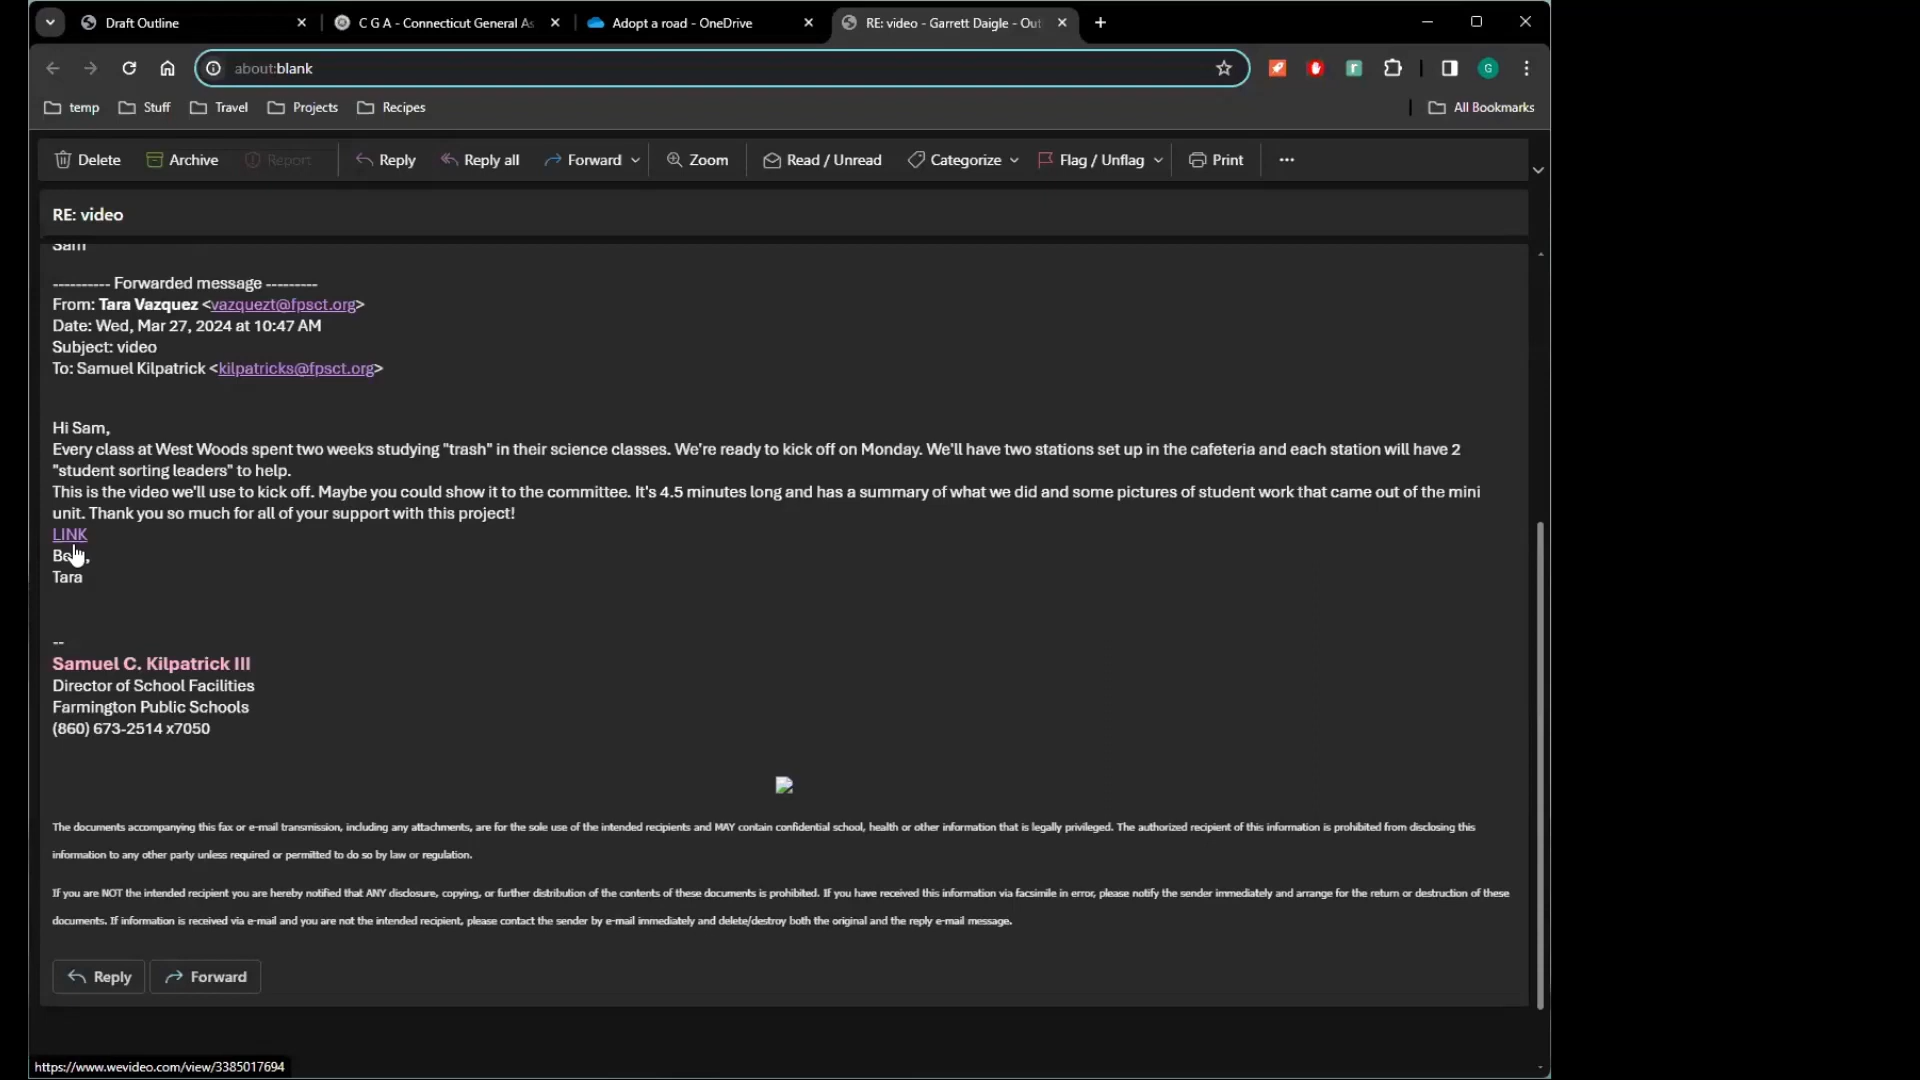 Draft Outline
C G A - Connecticut General As
Adopt a road - OneDrive
RE: video - Garrett Daigle - Out
about:blank
G
temp Stuff Travel Projects Recipes
All Bookmarks
Delete Archive Report Reply Reply all Forward Zoom Read / Unread Categorize Flag / Unflag Print
RE: video
Sam
---------- Forwarded message ---------
From: Tara Vazquez <vazquezt@fpsct.org>
Date: Wed, Mar 27, 2024 at 10:47 AM
Subject: video
To: Samuel Kilpatrick <kilpatricks@fpsct.org>
Hi Sam,
Every class at West Woods spent two weeks studying "trash" in their science classes. We're ready to kick off on Monday. We'll have two stations set up in the cafeteria and each station will have 2
"student sorting leaders" to help.
This is the video we'll use to kick off. Maybe you could show it to the committee. It's 4.5 minutes long and has a summary of what we did and some pictures of student work that came out of the mini
unit. Thank you so much for all of your support with this project!
LINK
Tara
--
Samuel C. Kilpatrick III
Director of School Facilities
Farmington Public Schools
(860) 673-2514 x7050
The documents accompanying this fax or e-mail transmission, including any attachments, are for the sole use of the intended recipients and MAY contain confidential school, health or other information that is legally privileged. The authorized recipient of this information is prohibited from disclosing this
information to any other party unless required or permitted to do so by law or regulation.
If you are NOT the intended recipient you are hereby notified that ANY disclosure, copying, or further distribution of the contents of these documents is prohibited. If you have received this information via facsimile in error, please notify the sender immediately and arrange for the return or destruction of these
documents. If information is received via e-mail and you are not the intended recipient, please contact the sender by e-mail immediately and delete/destroy both the original and the reply e-mail message.
Reply Forward
https://www.wevideo.com/view/3385017694